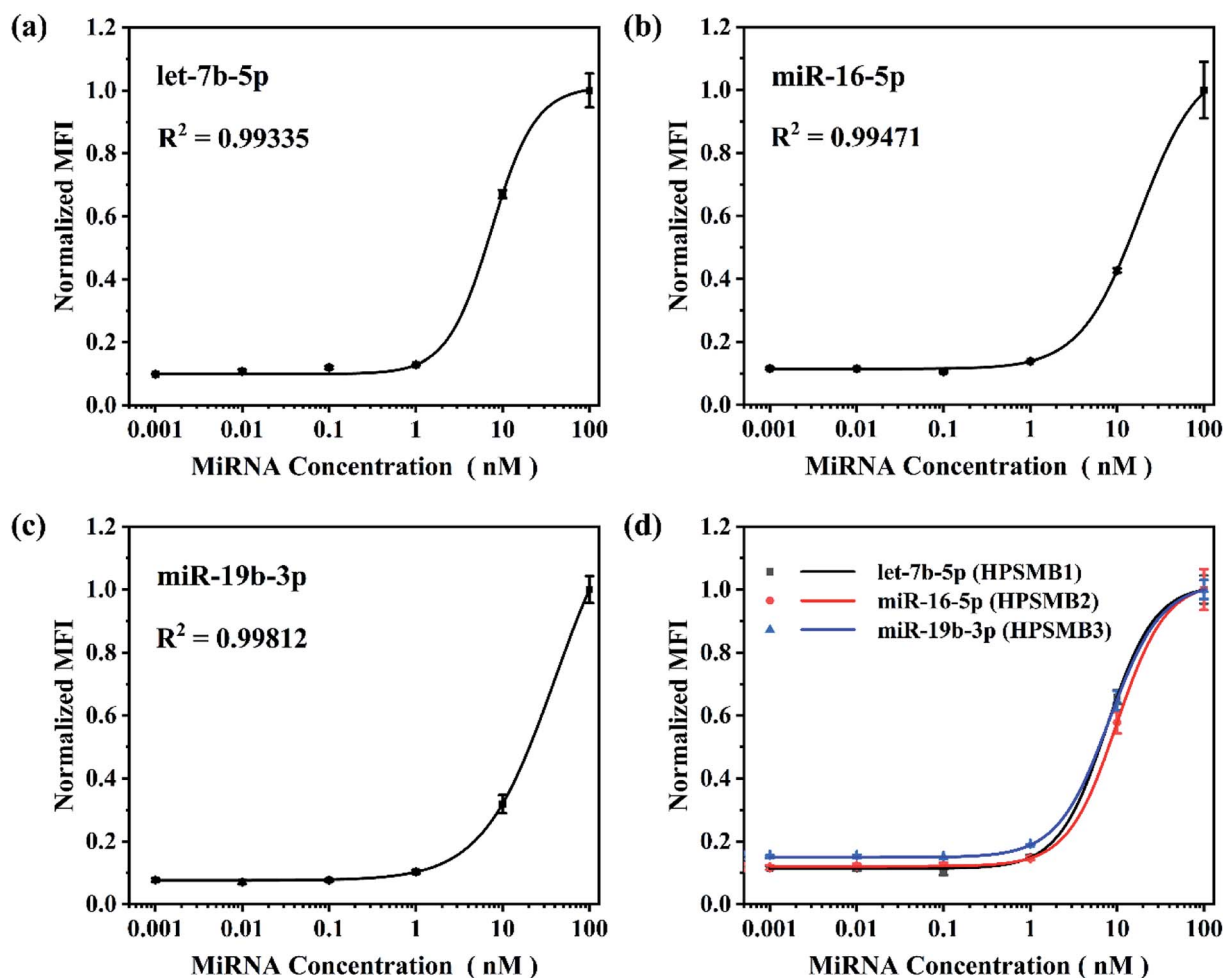 (a)
let-7b-5p
R² = 0.99335
Normalized MFI
1.2
1.0
0.8
0.6
0.4
0.2
0.0
0.001 0.01 0.1 1 10 100
MiRNA Concentration ( nM )
(b)
miR-16-5p
R² = 0.99471
Normalized MFI
1.2
1.0
0.8
0.6
0.4
0.2
0.0
0.001 0.01 0.1 1 10 100
MiRNA Concentration ( nM )
(c)
miR-19b-3p
R² = 0.99812
Normalized MFI
1.2
1.0
0.8
0.6
0.4
0.2
0.0
0.001 0.01 0.1 1 10 100
MiRNA Concentration ( nM )
(d)
let-7b-5p (HPSMB1)
miR-16-5p (HPSMB2)
miR-19b-3p (HPSMB3)
Normalized MFI
1.2
1.0
0.8
0.6
0.4
0.2
0.0
0.001 0.01 0.1 1 10 100
MiRNA Concentration ( nM )